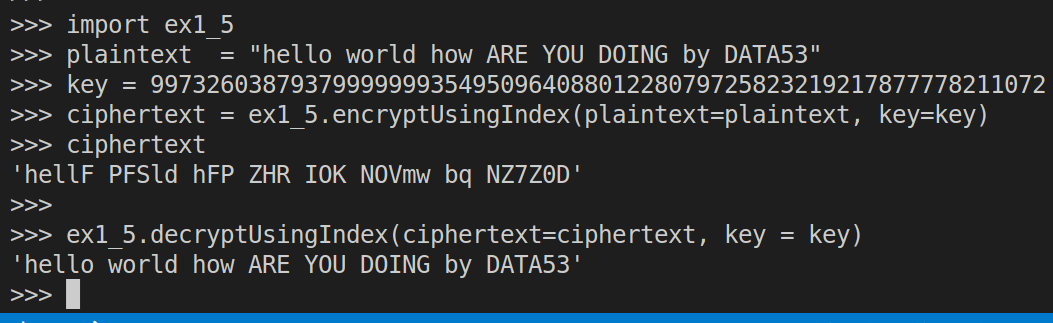 >>> import ex1_5
>>> plaintext  = "hello world how ARE YOU DOING by DATA53"
>>> key = 99732603879379999999935495096408801228079725823219217877778211072
>>> ciphertext = ex1_5.encryptUsingIndex(plaintext=plaintext, key=key)
>>> ciphertext
'hellF PFSld hFP ZHR IOK NOVmw bq NZ7Z0D'
>>>
>>> ex1_5.decryptUsingIndex(ciphertext=ciphertext, key = key)
'hello world how ARE YOU DOING by DATA53'
>>>